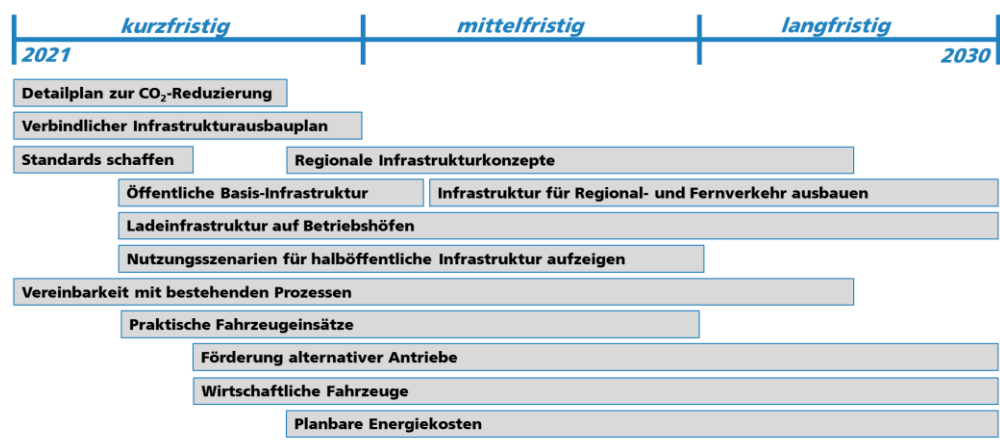 kurzfristig mittelfristig langfristig
2021 2030
Detailplan zur CO₂-Reduzierung
Verbindlicher Infrastrukturausbauplan
Standards schaffen Regionale Infrastrukturkonzepte
Öffentliche Basis-Infrastruktur Infrastruktur für Regional- und Fernverkehr ausbauen
Ladeinfrastruktur auf Betriebshöfen
Nutzungsszenarien für halböffentliche Infrastruktur aufzeigen
Vereinbarkeit mit bestehenden Prozessen
Praktische Fahrzeugeinsätze
Förderung alternativer Antriebe
Wirtschaftliche Fahrzeuge
Planbare Energiekosten